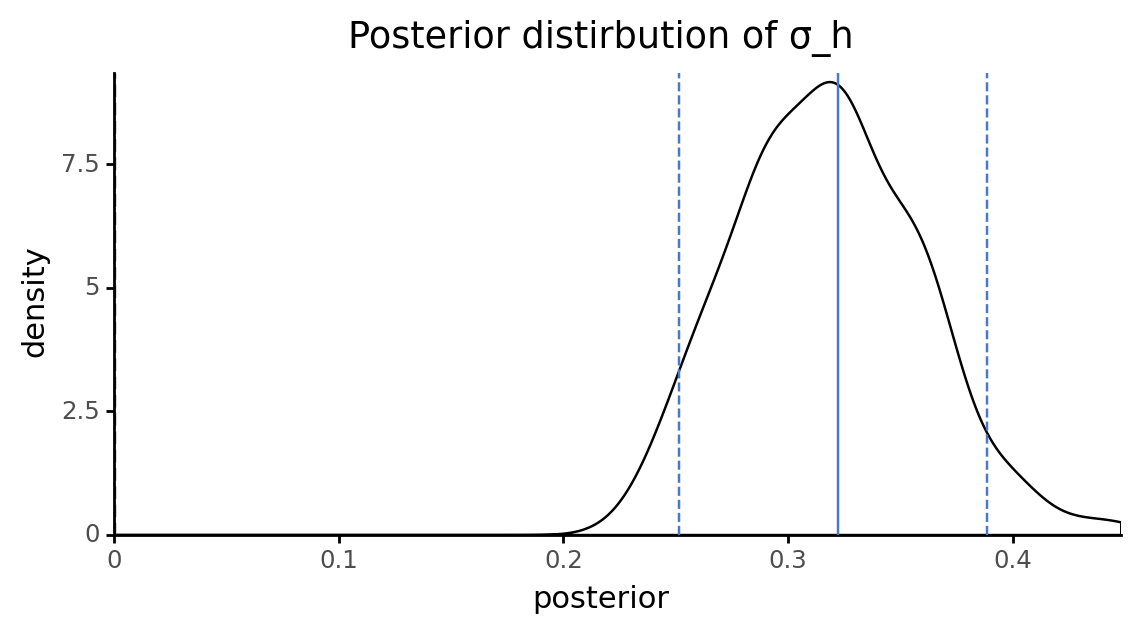 Posterior distirbution of σ_h
density
7.5
5
2.5
0
0 0.1 0.2 0.3 0.4
posterior